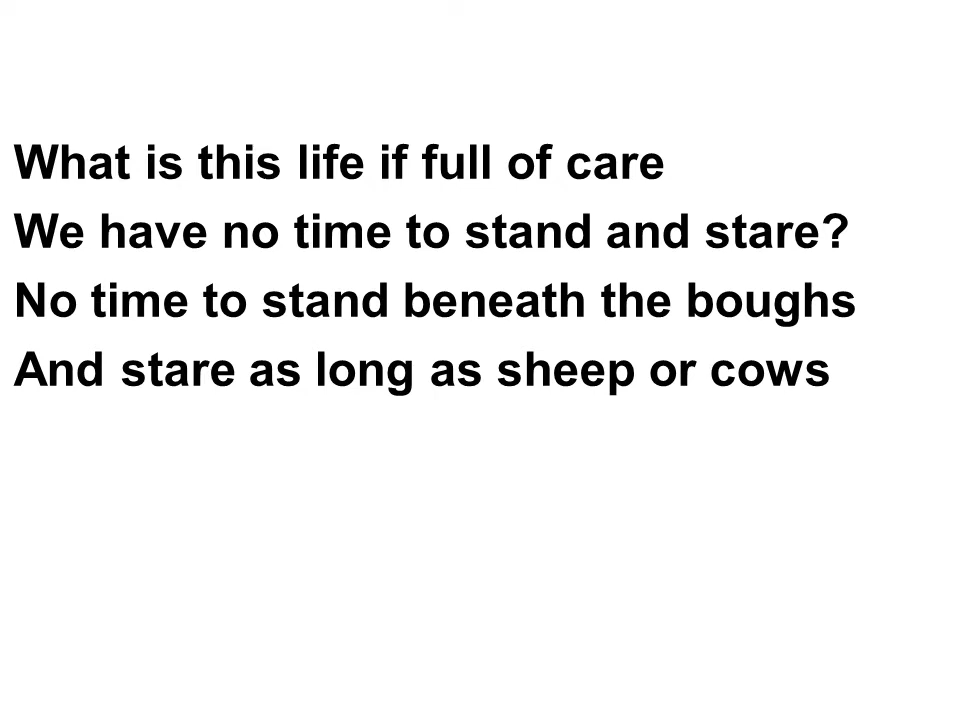 What is this life if full of care
We have no time to stand and stare?
No time to stand beneath the boughs
And stare as long as sheep or cows